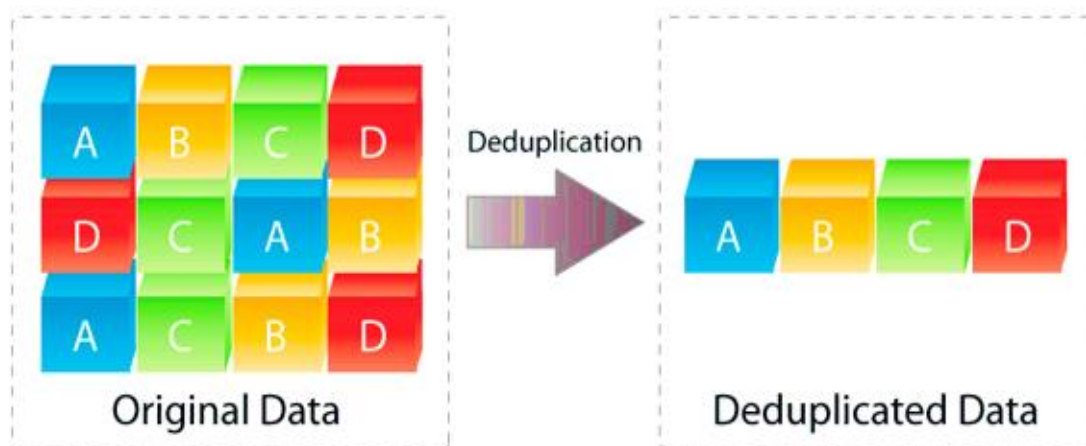 A B C D
Deduplication
D C A B
A B C D
A C B D
Original Data
Deduplicated Data